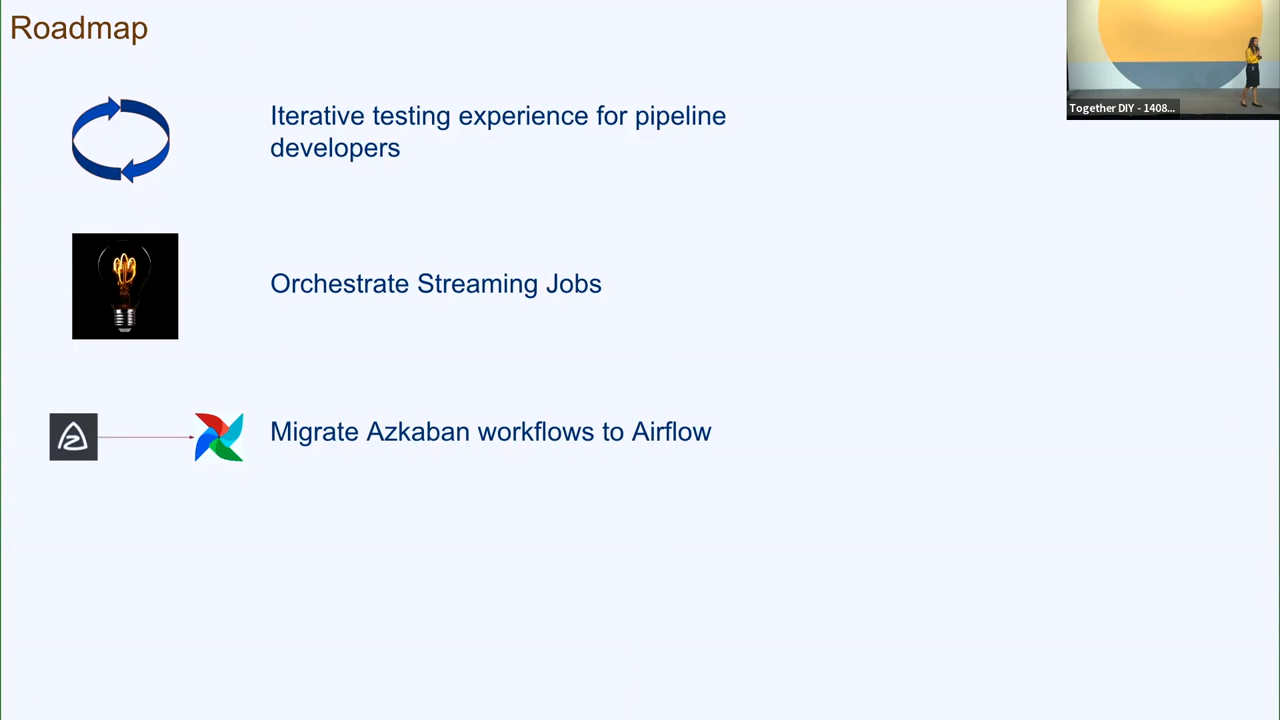 Roadmap
Together DIY - 1408...
Iterative testing experience for pipeline
developers
Orchestrate Streaming Jobs
Migrate Azkaban workflows to Airflow